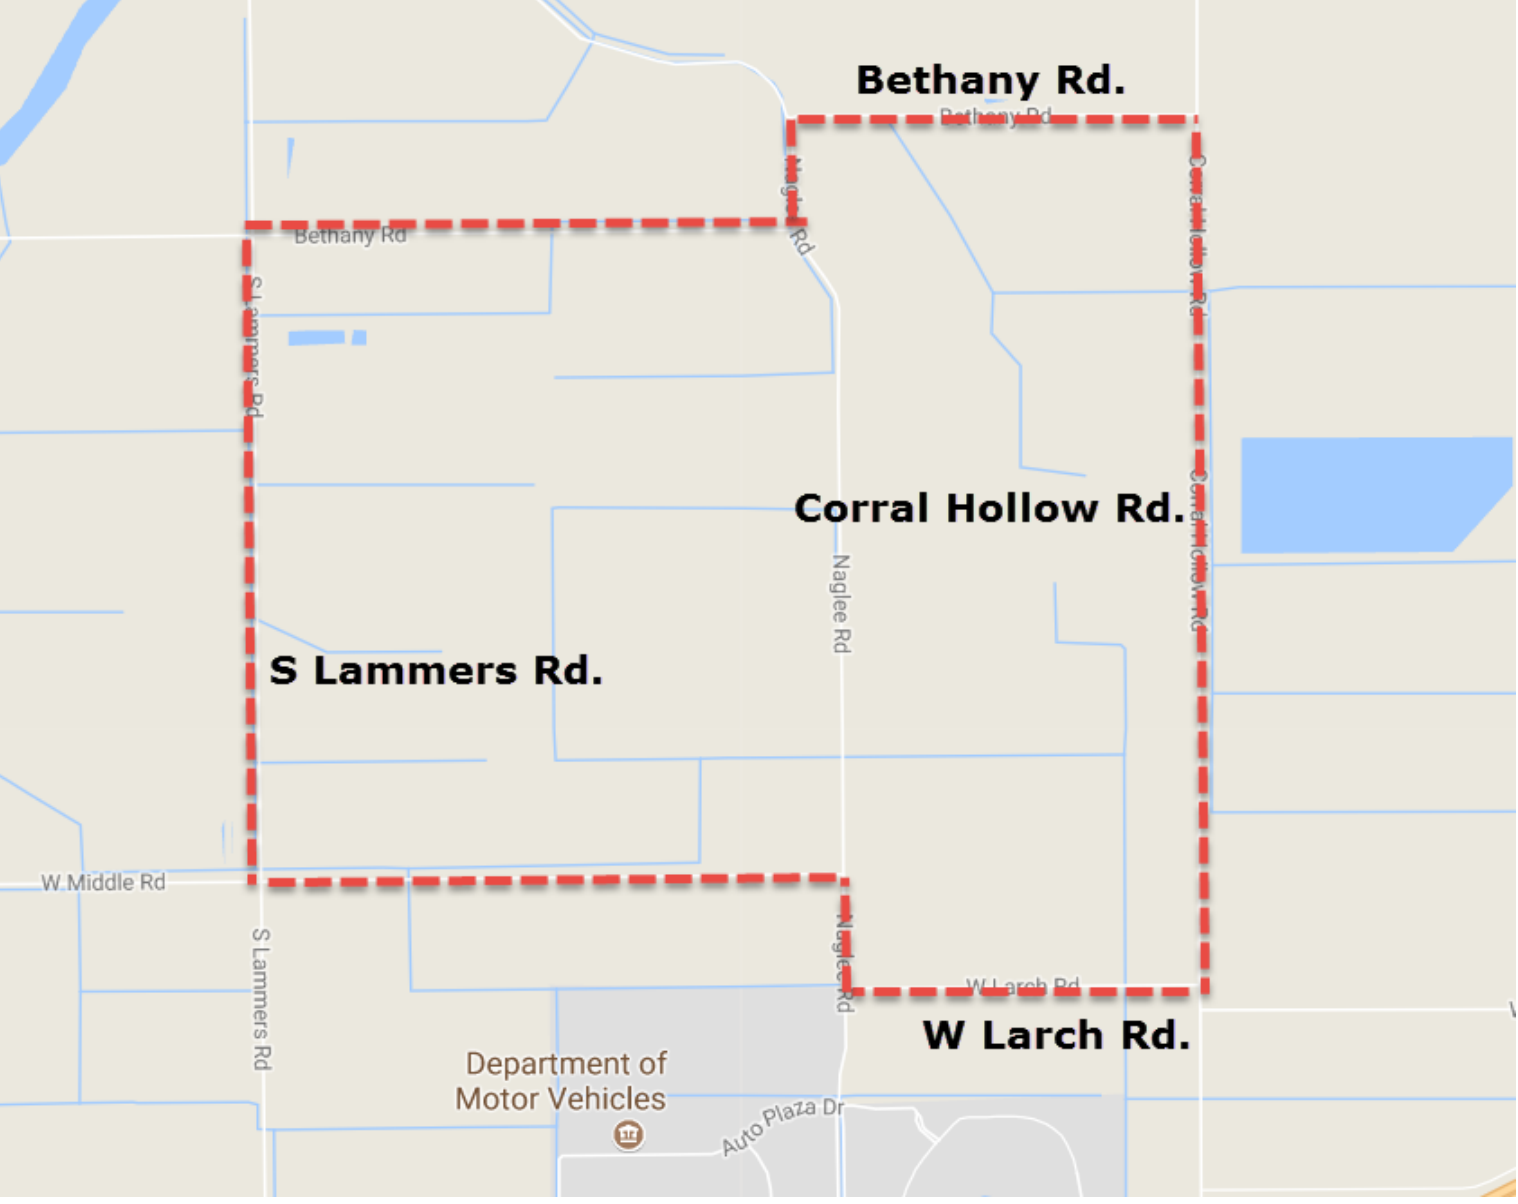 Bethany Rd.
Bethany Rd
Naglee Rd
Corral Hollow Rd
Bethany Rd
S Lammers Rd
Corral Hollow Rd.
Corral Hollow Rd
Naglee Rd
S Lammers Rd.
W Middle Rd
Naglee Rd
S Lammers Rd
W Larch Rd
W Larch Rd.
Department of
Motor Vehicles
Auto Plaza Dr